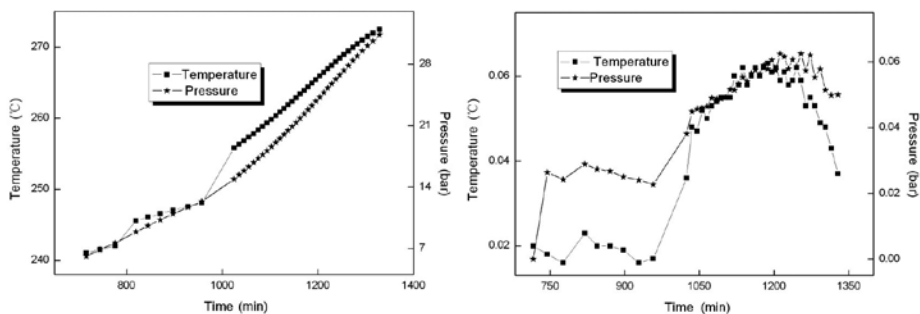 270
260
250
240
Temperature (℃)
Temperature
Pressure
28
21
14
7
Pressure (bar)
800
1000
1200
1400
Time (min)
0.06
0.04
0.02
Temperature (℃)
Temperature
Pressure
0.06
0.04
0.02
0.00
Pressure (bar)
750
900
1050
1200
1350
Time (min)